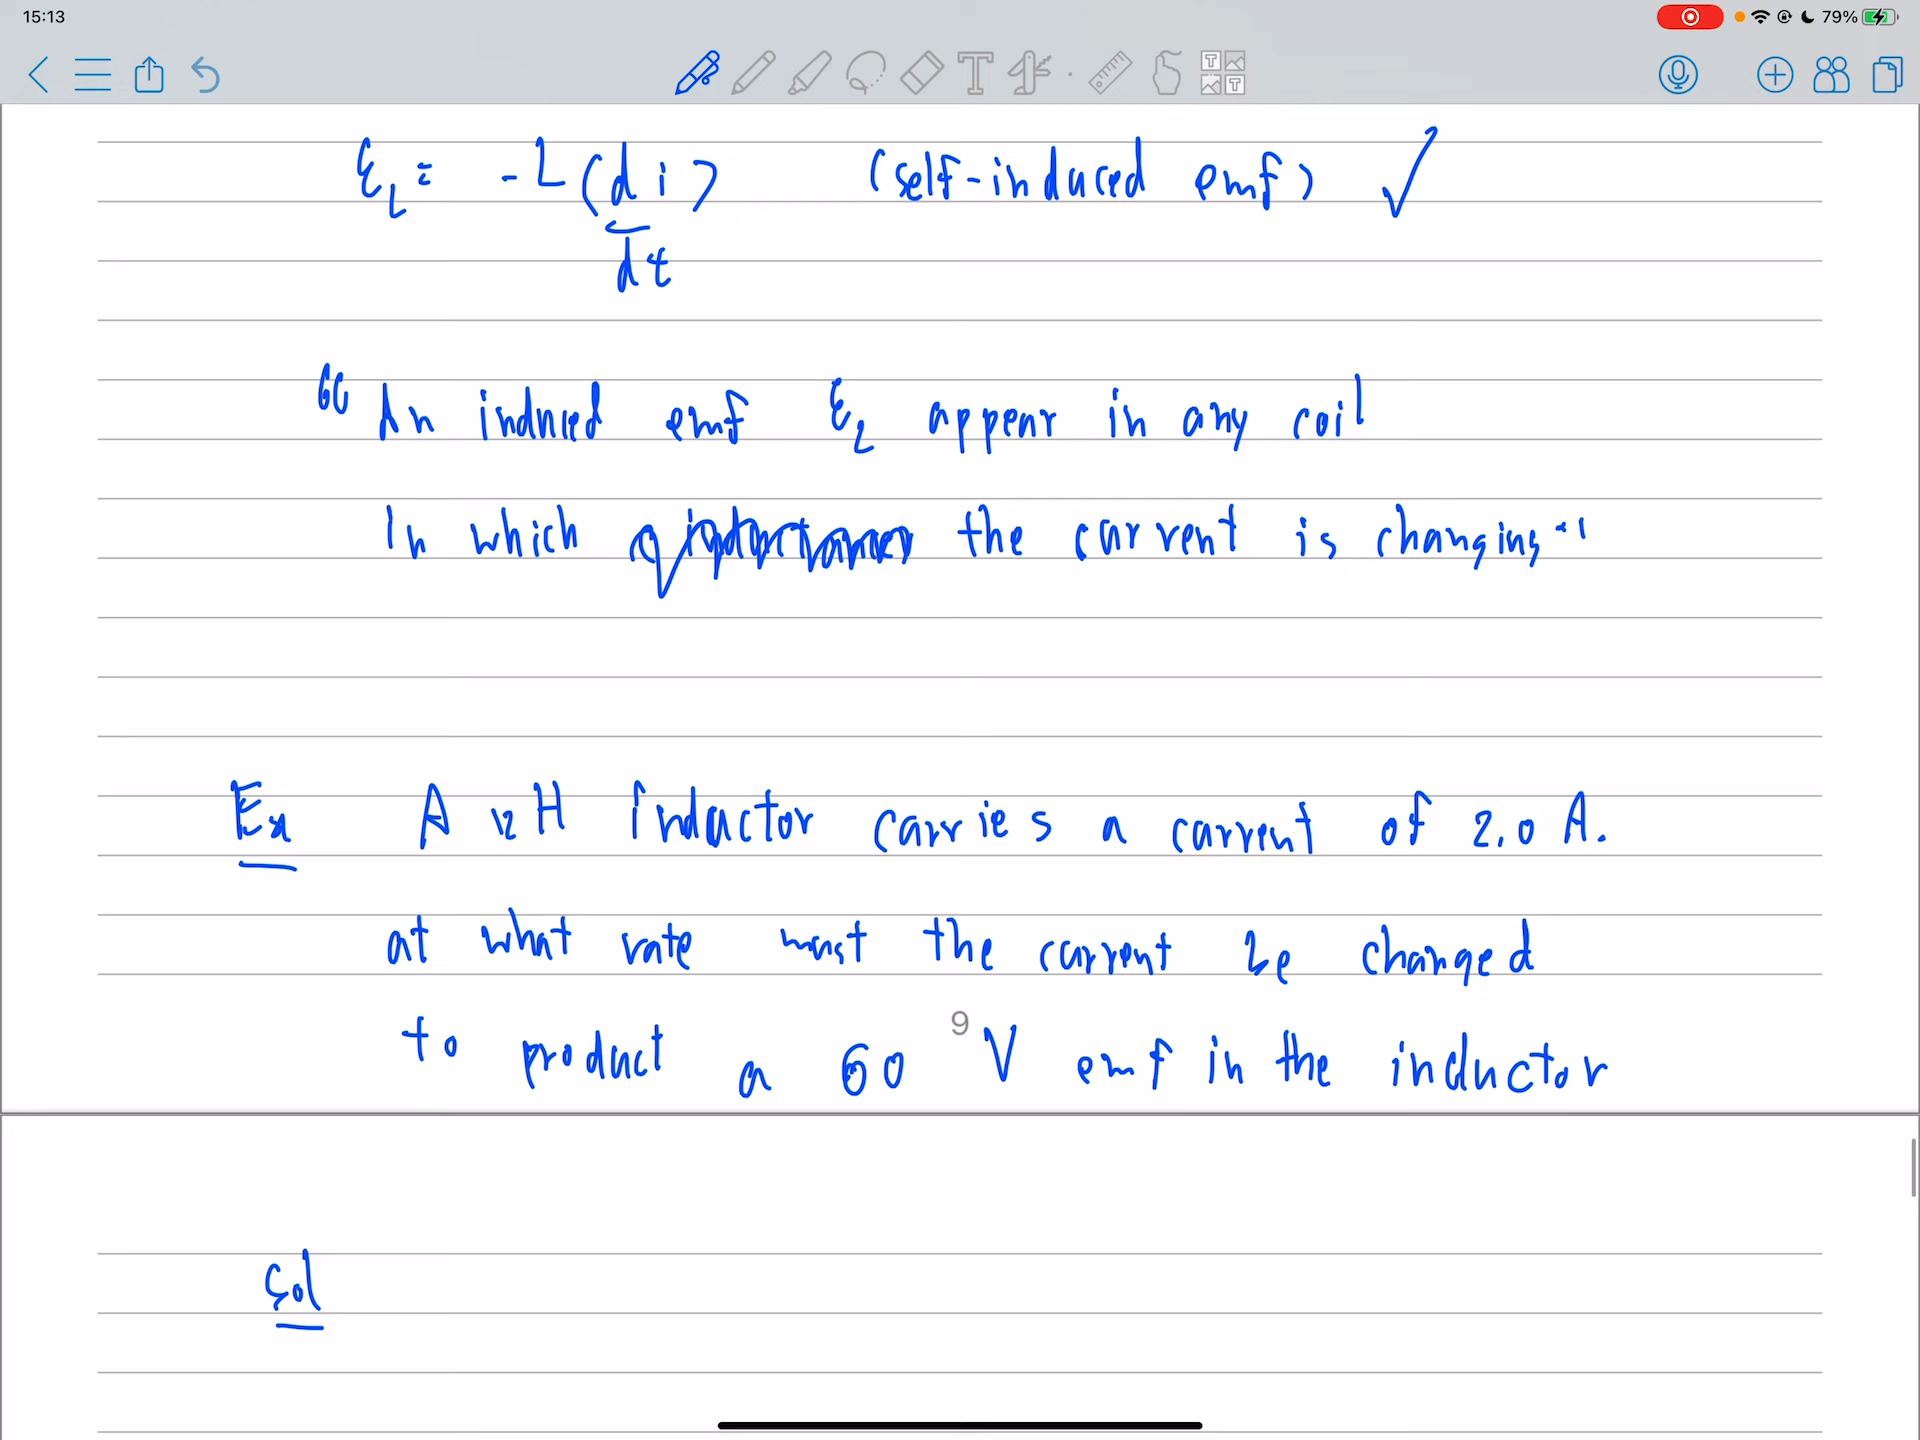 15:13
79%
ε_L = -L (di/dt) (self-induced emf) ✓
“ An induced emf ε_L appear in any coil
in which the current is changing "
Ex A 12 H inductor carries a current of 2.0 A.
at what rate must the current be changed
to product a 60 V emf in the inductor
9
Sol